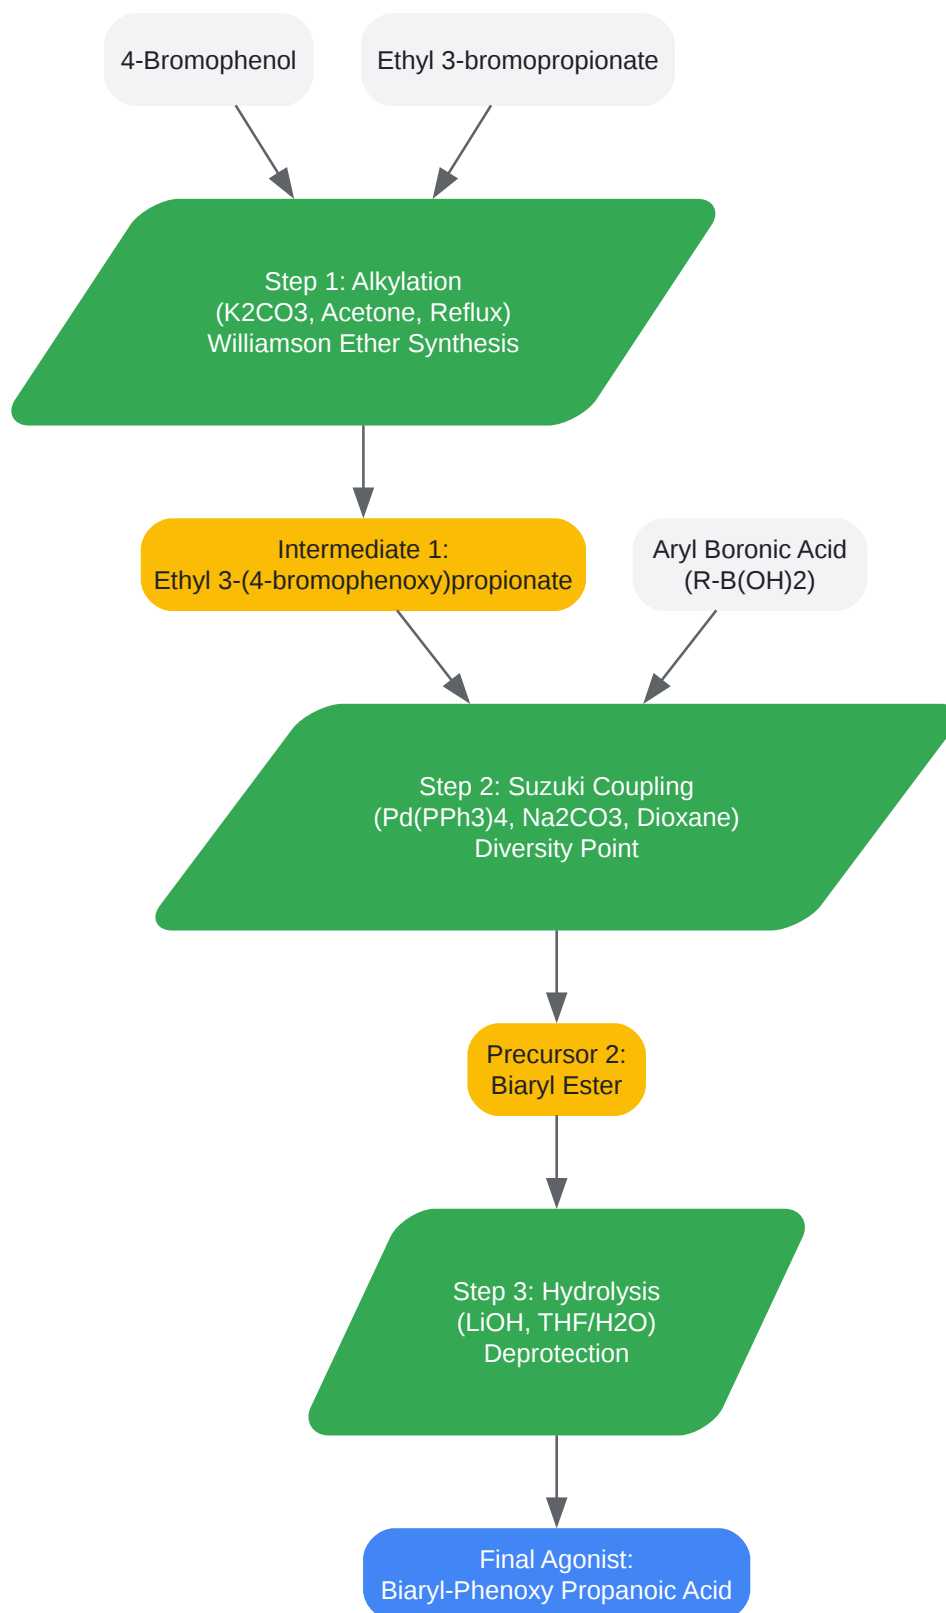 4-Bromophenol
Ethyl 3-bromopropionate
Step 1: Alkylation
(K2CO3, Acetone, Reflux)
Williamson Ether Synthesis
Intermediate 1:
Ethyl 3-(4-bromophenoxy)propionate
Aryl Boronic Acid
(R-B(OH)2)
Step 2: Suzuki Coupling
(Pd(PPh3)4, Na2CO3, Dioxane)
Diversity Point
Precursor 2:
Biaryl Ester
Step 3: Hydrolysis
(LiOH, THF/H2O)
Deprotection
Final Agonist:
Biaryl-Phenoxy Propanoic Acid